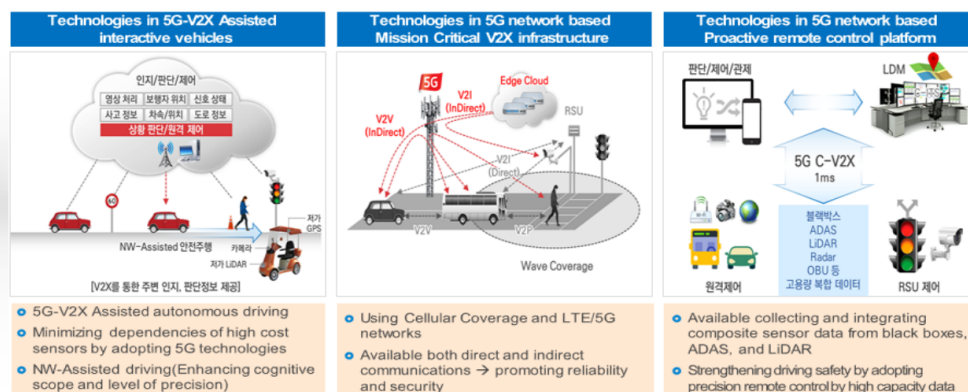 Technologies in 5G-V2X Assisted
interactive vehicles
인지/판단/제어
영상 처리 보행자 위치 신호 상태
사고 정보 차속/위치 도로 정보
상황 판단/원격 제어
60
저가
GPS
NW-Assisted 안전주행
카메라
저가 LiDAR
[V2X를 통한 주변 인지, 판단정보 제공]
5G-V2X Assisted autonomous driving
Minimizing dependencies of high cost
sensors by adopting 5G technologies
NW-Assisted driving(Enhancing cognitive
scope and level of precision)
Technologies in 5G network based
Mission Critical V2X infrastructure
5G
Edge Cloud
V2I
(InDirect)
RSU
V2V
(InDirect)
V2I
(Direct)
V2V
V2P
Wave Coverage
Using Cellular Coverage and LTE/5G
networks
Available both direct and indirect
communications → promoting reliability
and security
Technologies in 5G network based
Proactive remote control platform
판단/제어/관제
LDM
5G C-V2X
1ms
블랙박스
ADAS
LiDAR
Radar
OBU 등
고용량 복합 데이터
원격제어
RSU 제어
Available collecting and integrating
composite sensor data from black boxes,
ADAS, and LiDAR
Strengthening driving safety by adopting
precision remote control by high capacity data